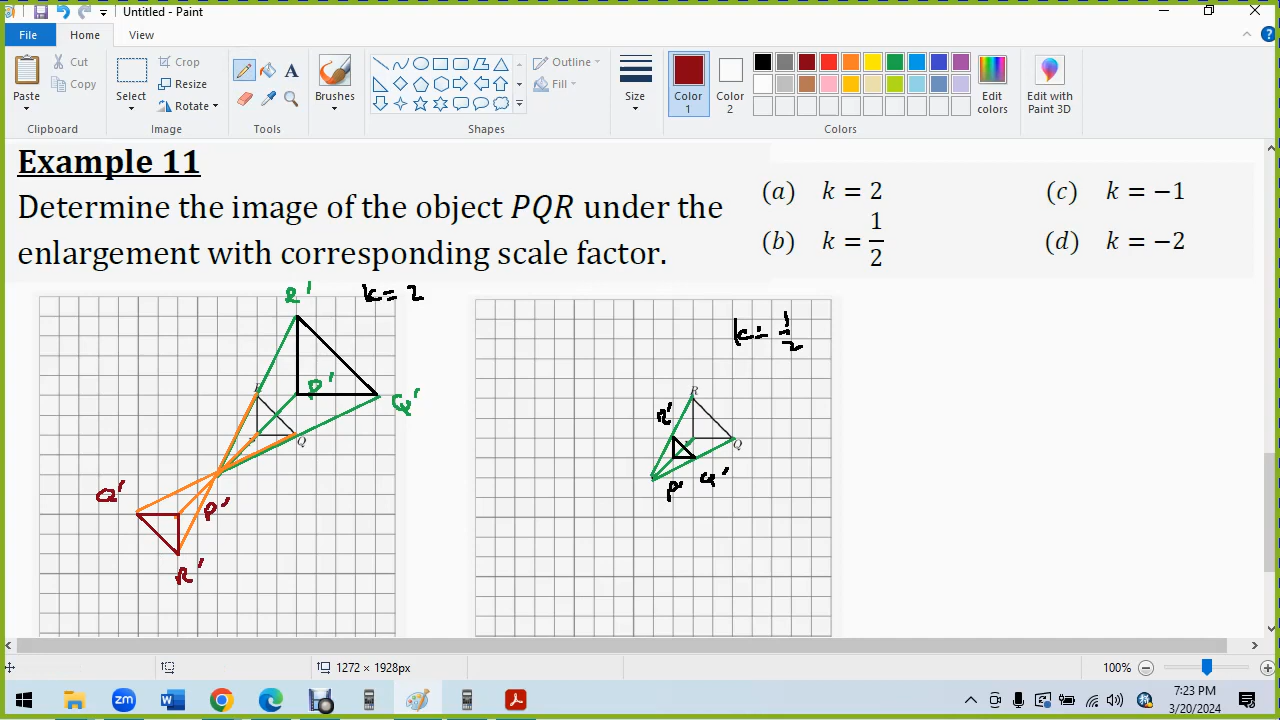 Untitled - Paint
File
Home
View
Paste
Cut
Copy
Clipboard
Select
Crop
Resize
Rotate
Image
Tools
Brushes
Shapes
Outline
Fill
Size
Color 1
Color 2
Colors
Edit colors
Edit with Paint 3D
Example 11
Determine the image of the object PQR under the
enlargement with corresponding scale factor.
(a) k = 2
(b) k = 1/2
(c) k = −1
(d) k = −2
R'
k = 2
P'
Q'
Q
Q'
P'
R'
k = 1/2
R
R'
Q
P'
Q'
1272 × 1928px
100%
zm
7:23 PM
3/20/2024